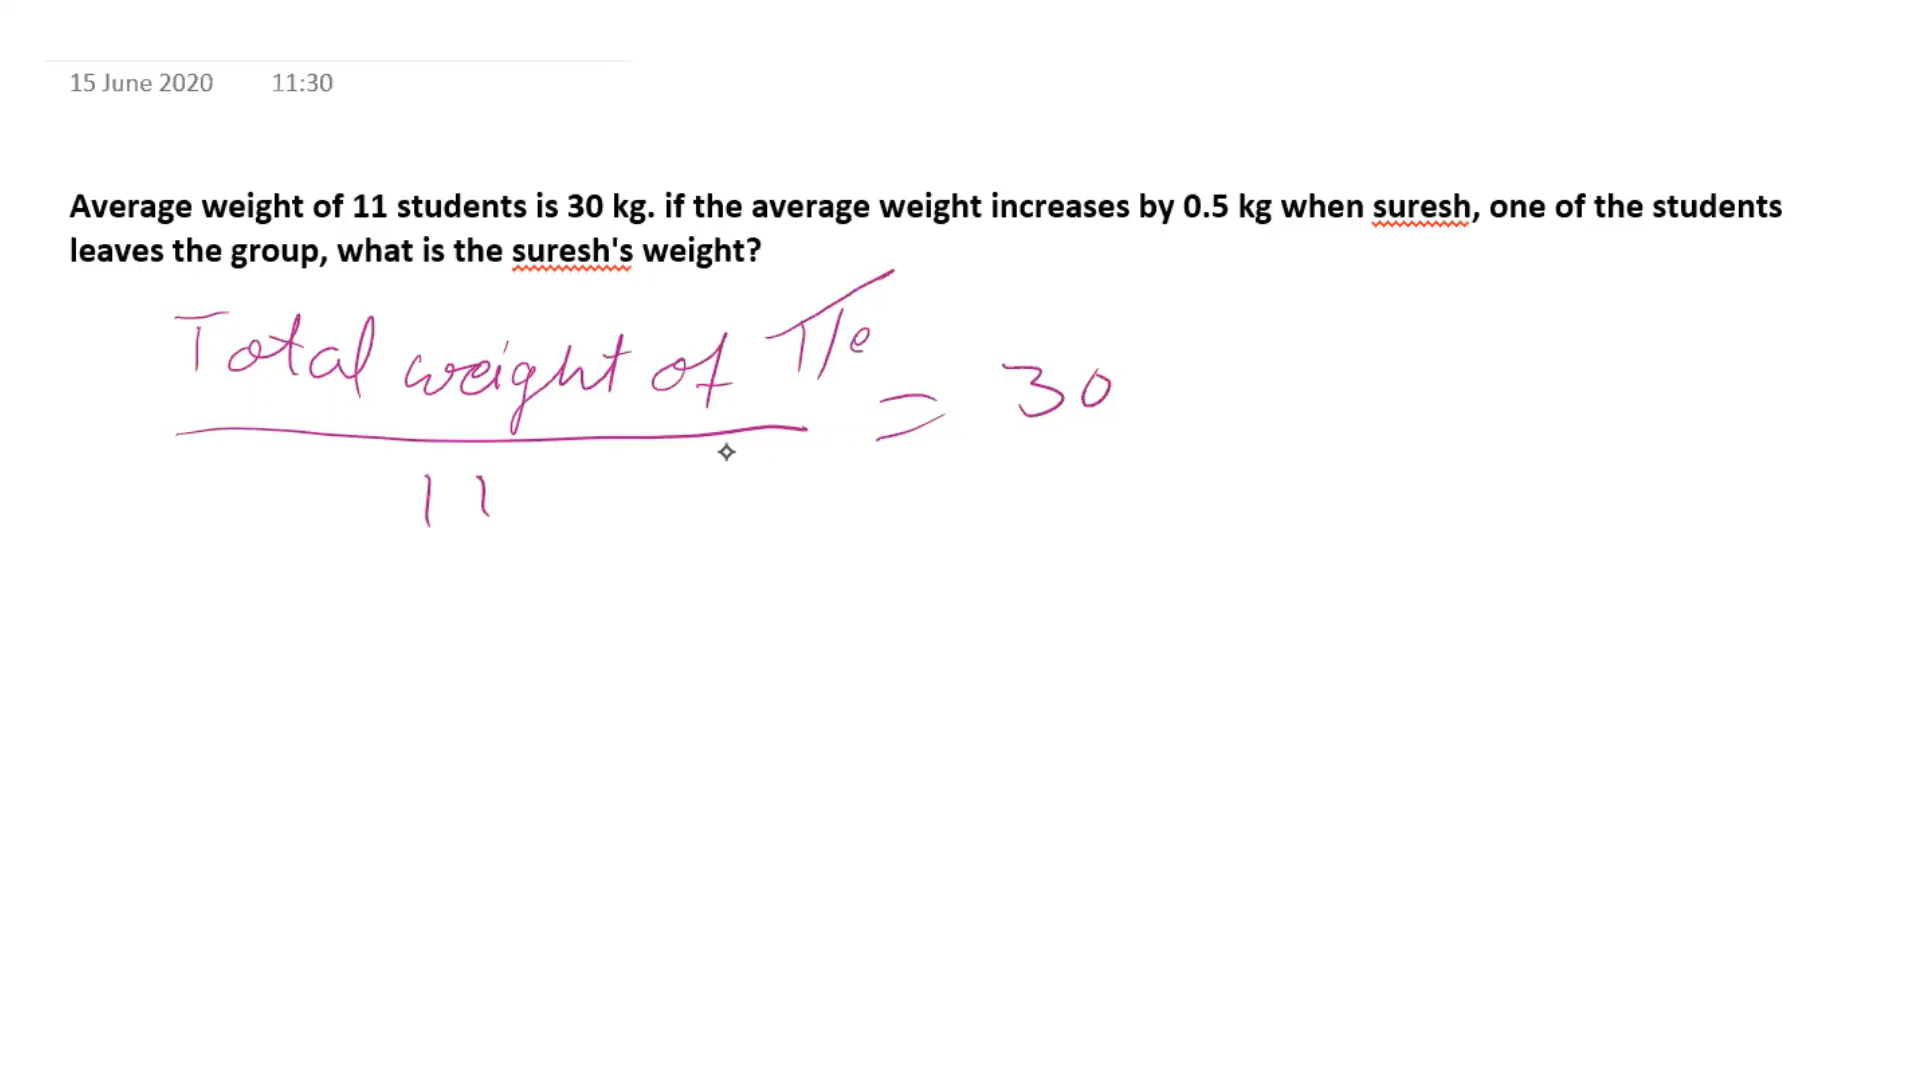 15 June 2020 11:30
Average weight of 11 students is 30 kg. if the average weight increases by 0.5 kg when suresh, one of the students
leaves the group, what is the suresh's weight?
Total weight of
= 30
11